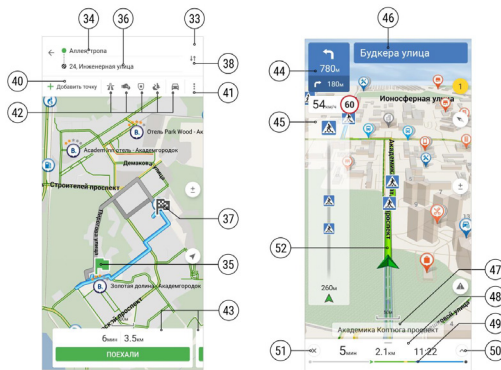 34
36
33
Аллея, тропа
24, Инженерная улица
38
40
Добавить точку
41
42
B. Отель Park Wood - Ак
B. Academ inn отель - Академгородок
Демакова улица
Строителей проспект
37
35
B. Золотая долина - Академгородок
43
6мин 3.5км
ПОЕХАЛИ
46
44
780м
Будкера улица
180м
1
54км/ч
60
Ионосферная улица
45
7
52
260м
47
48
Академика Коптюга проспект
49
51
5мин 2.1км 11:22
50